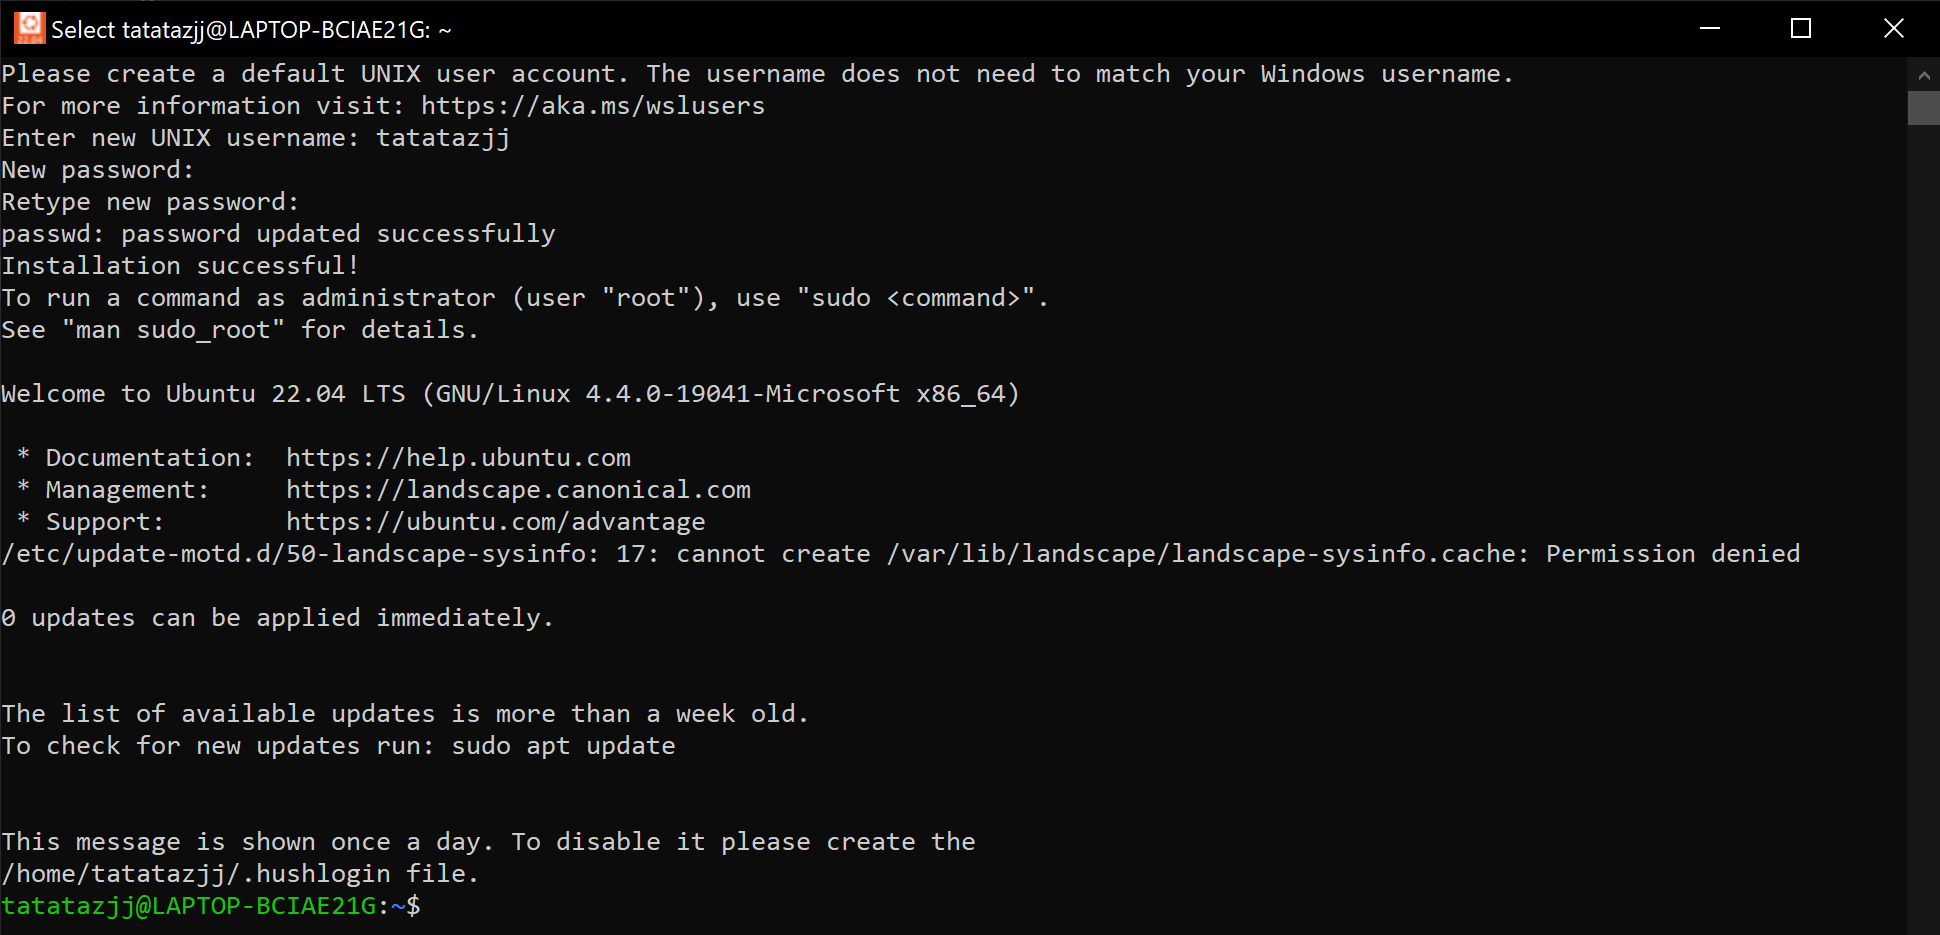 22.04
Select tatatazjj@LAPTOP-BCIAE21G: ~
Please create a default UNIX user account. The username does not need to match your Windows username.
For more information visit: https://aka.ms/wslusers
Enter new UNIX username: tatatazjj
New password:
Retype new password:
passwd: password updated successfully
Installation successful!
To run a command as administrator (user "root"), use "sudo <command>".
See "man sudo_root" for details.
Welcome to Ubuntu 22.04 LTS (GNU/Linux 4.4.0-19041-Microsoft x86_64)
* Documentation:  https://help.ubuntu.com
* Management:     https://landscape.canonical.com
* Support:        https://ubuntu.com/advantage
/etc/update-motd.d/50-landscape-sysinfo: 17: cannot create /var/lib/landscape/landscape-sysinfo.cache: Permission denied
0 updates can be applied immediately.
The list of available updates is more than a week old.
To check for new updates run: sudo apt update
This message is shown once a day. To disable it please create the
/home/tatatazjj/.hushlogin file.
tatatazjj@LAPTOP-BCIAE21G:~$